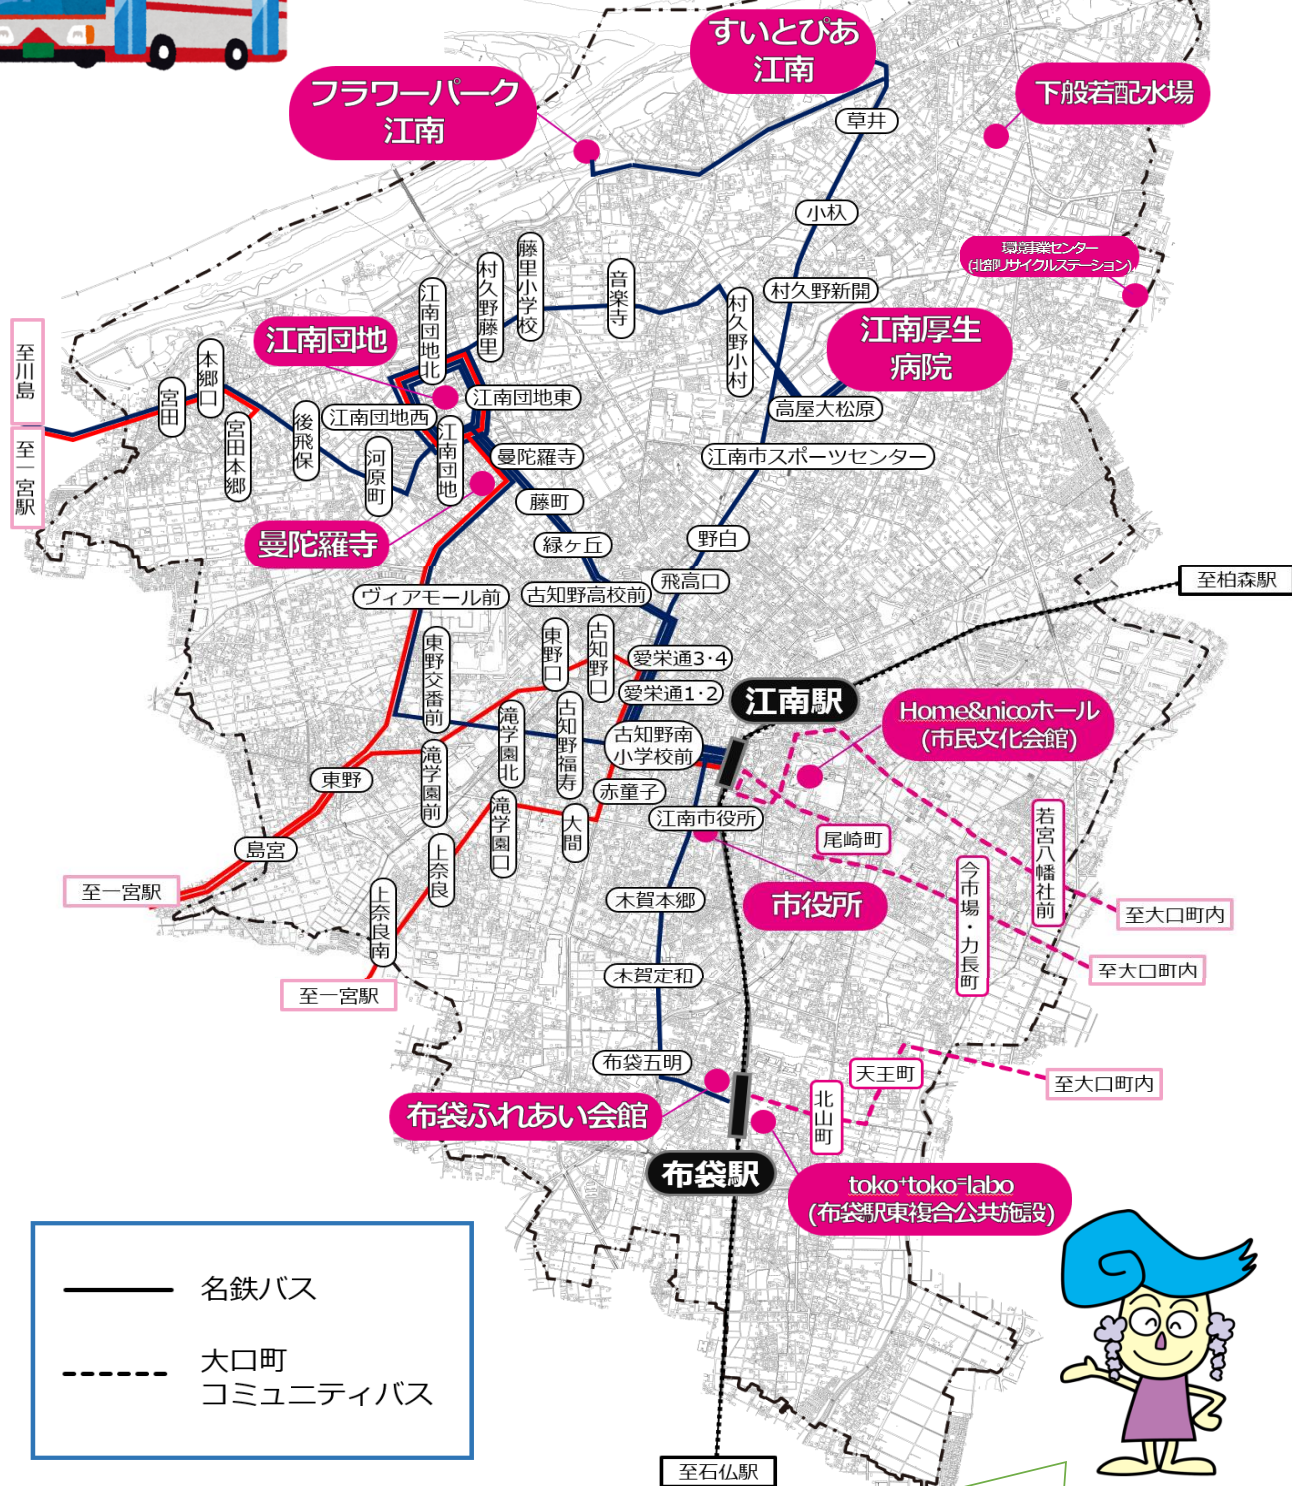 すいとぴあ
江南
フラワーパーク
江南
下般若配水場
草井
小杁
環境事業センター
(北部リサイクルステーション)
村久野新開
藤里小学校
村久野藤里
音楽寺
江南団地北
村久野小村
江南厚生
病院
至川島
江南団地
本郷口
宮田
江南団地東
高屋大松原
江南団地西
宮田本郷
後飛保
河原町
江南団地
至一宮駅
曼陀羅寺
江南市スポーツセンター
藤町
曼陀羅寺
緑ヶ丘
野白
飛高口
至柏森駅
ヴィアモール前
古知野高校前
東野交番前
東野口
古知野口
愛栄通3・4
愛栄通1・2
江南駅
Home&nicoホール
(市民文化会館)
滝学園北
古知野福寿
古知野南
小学校前
東野
滝学園前
赤童子
滝学園口
大間
江南市役所
尾崎町
若宮八幡社前
島宮
上奈良
今市場・力長町
至一宮駅
市役所
木賀本郷
至大口町内
上奈良南
至大口町内
木賀定和
至一宮駅
布袋五明
天王町
至大口町内
北山町
布袋ふれあい会館
布袋駅
toko⁺toko⁼labo
(布袋駅東複合公共施設)
名鉄バス
大口町
コミュニティバス
至石仏駅